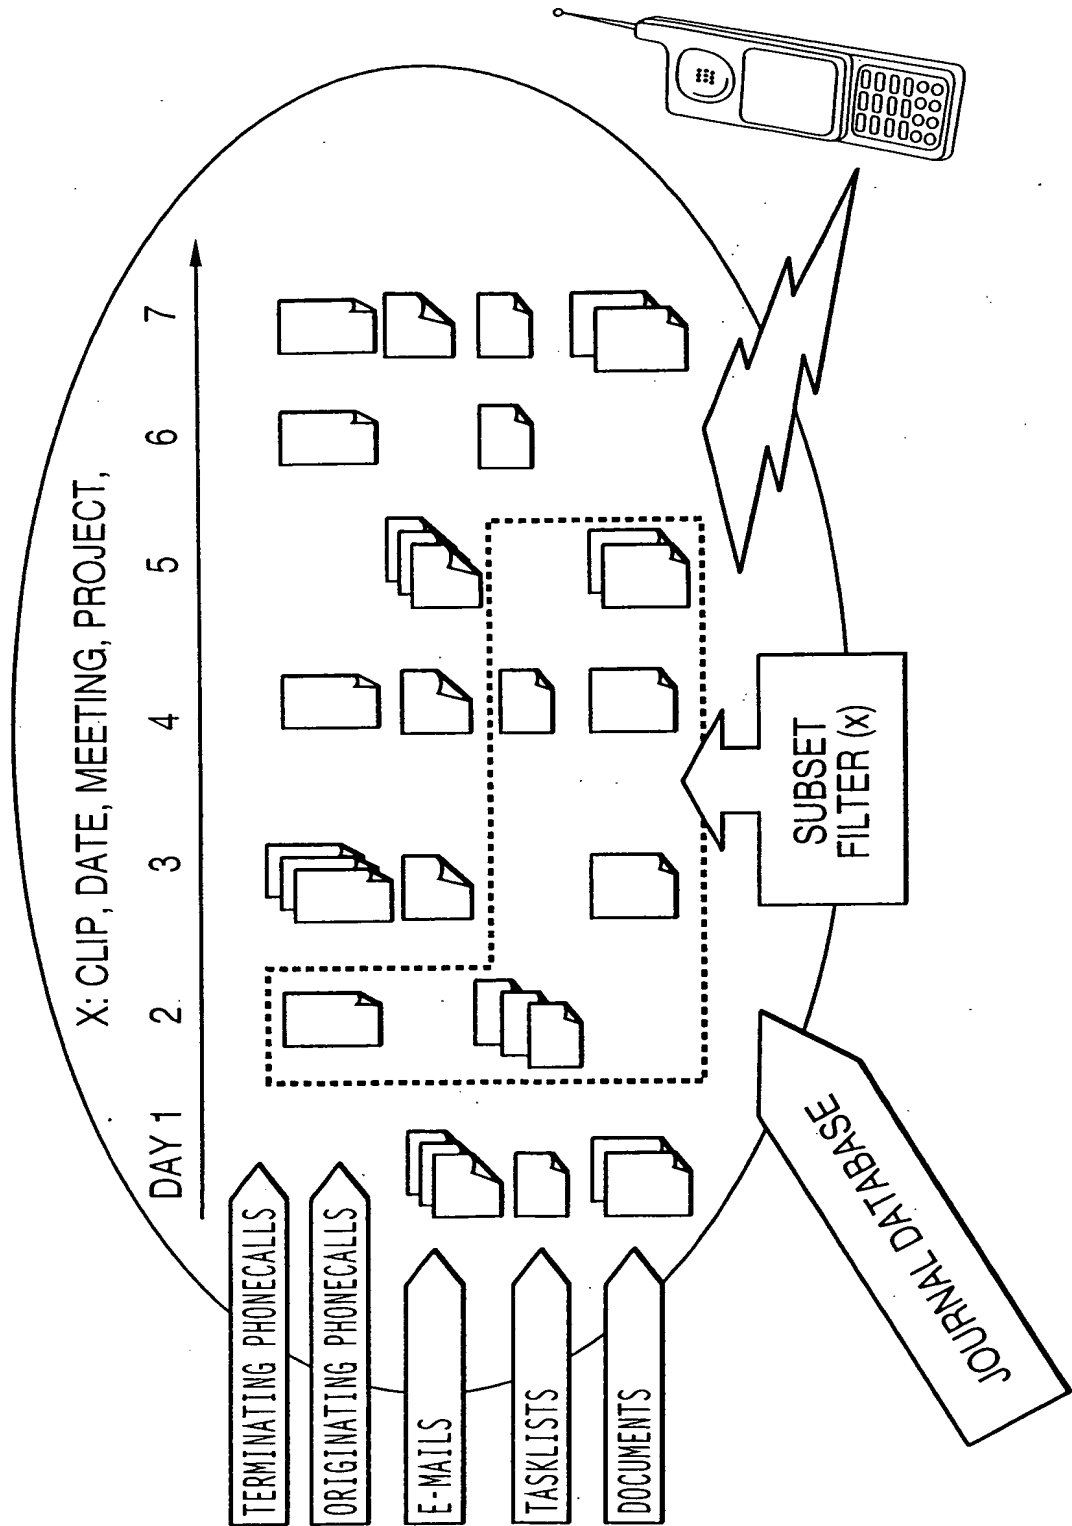 X: CLIP, DATE, MEETING, PROJECT,
DAY 1 2 3 4 5 6 7
TERMINATING PHONECALLS
ORIGINATING PHONECALLS
E-MAILS
TASKLISTS
DOCUMENTS
SUBSET
FILTER (x)
JOURNAL DATABASE